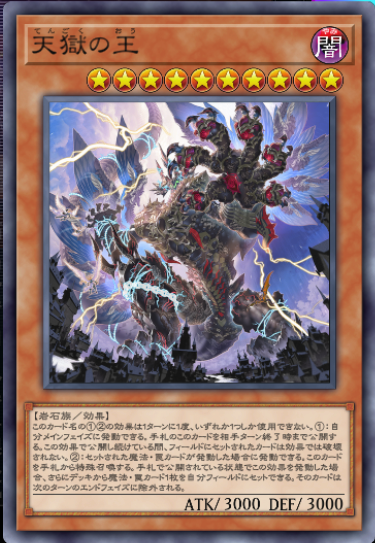 てんごく おう
天獄の王
やみ
闇
【岩石族／効果】
このカード名の①②の効果は1ターンに1度、いずれか1つしか使用できない。①：自
分メインフェイズに発動できる。手札のこのカードを相手ターン終了時まで公開す
る。この効果で公開し続けている間、フィールドにセットされたカードは効果では破壊
されない。②：セットされた魔法・罠カードが発動した場合に発動できる。このカード
を手札から特殊召喚する。手札で公開されている状態でこの効果を発動した場
合、さらにデッキから魔法・罠カード1枚を自分フィールドにセットできる。そのカードは
次のターンのエンドフェイズに除外される。
ATK/ 3000 DEF/ 3000